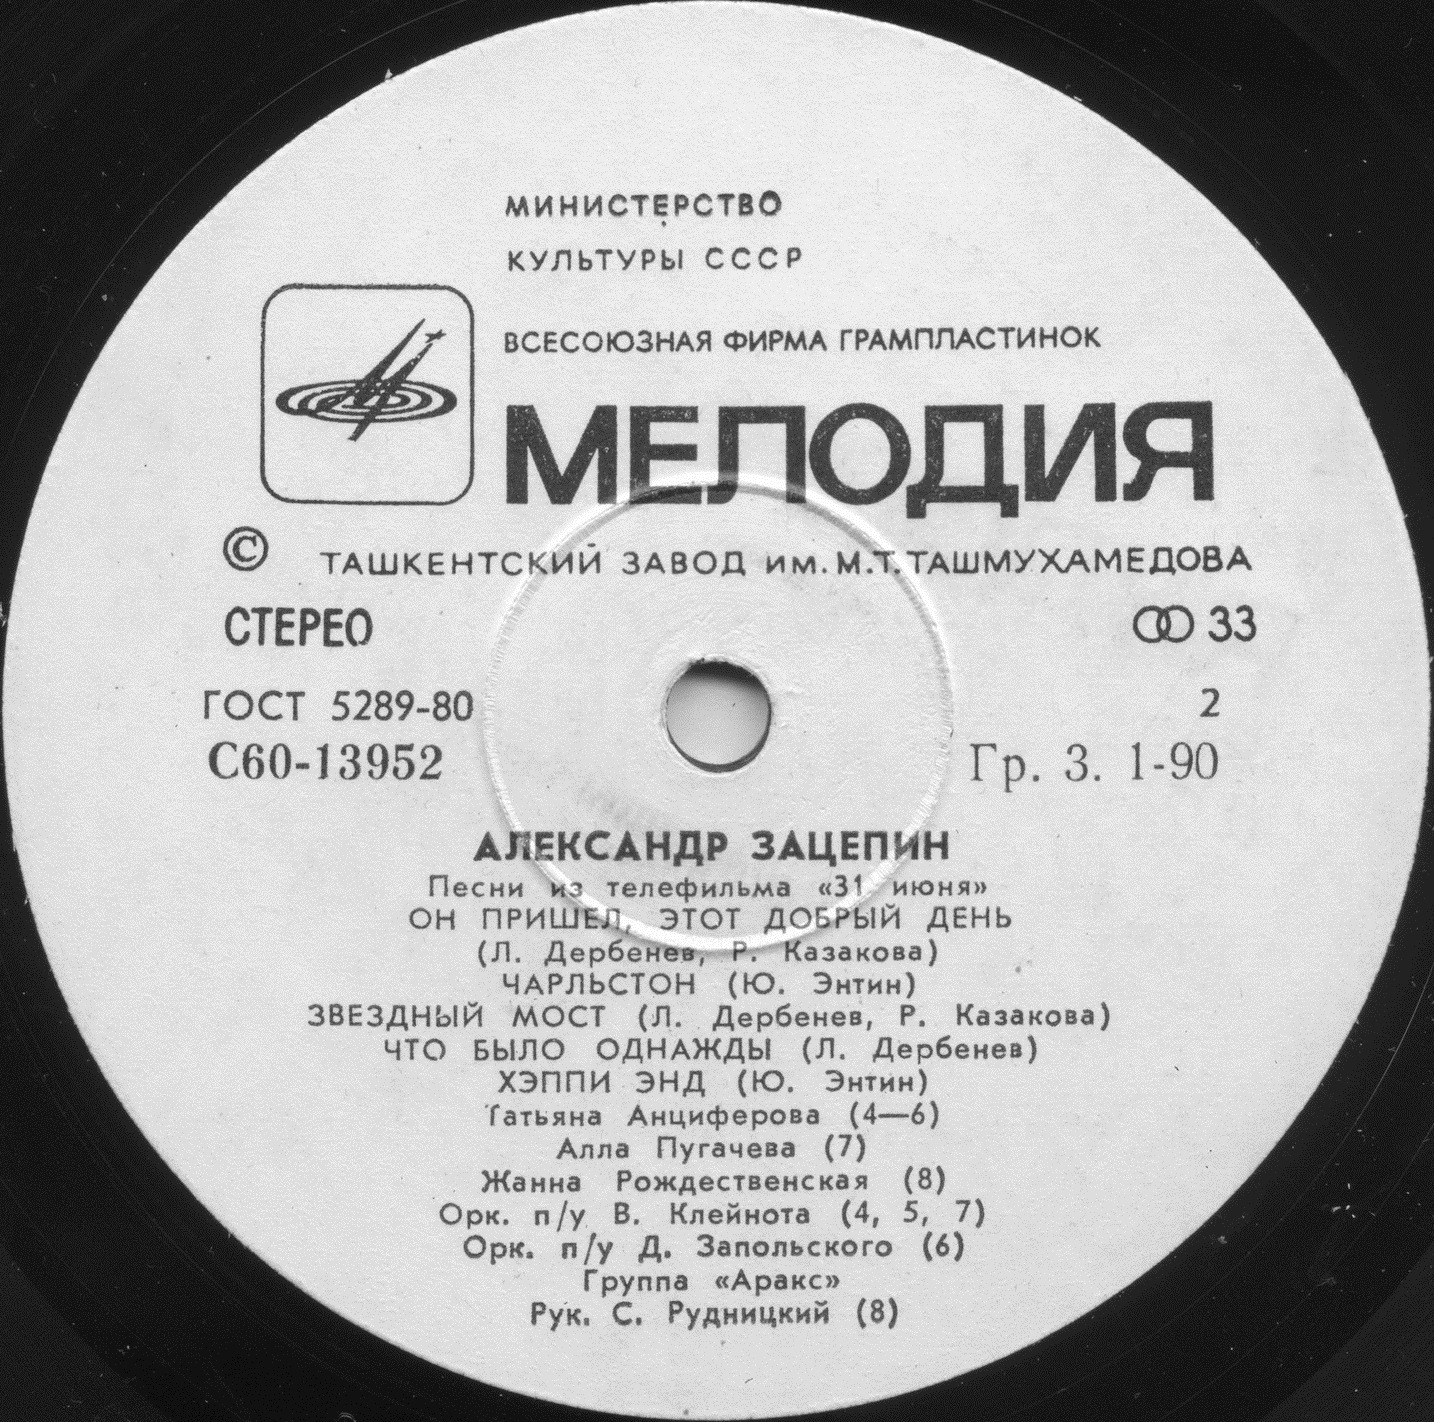 МИНИСТЕРСТВО
КУЛЬТУРЫ СССР
ВСЕСОЮЗНАЯ ФИРМА ГРАМПЛАСТИНОК
МЕЛОДИЯ
© ТАШКЕНТСКИЙ ЗАВОД им. М.Т. ТАШМУХАМЕДОВА
СТЕРЕО 33
ГОСТ 5289-80 2
С60-13952 Гр. 3. 1-90
АЛЕКСАНДР ЗАЦЕПИН
Песни из телефильма «31 июня»
ОН ПРИШЕЛ, ЭТОТ ДОБРЫЙ ДЕНЬ
(Л. Дербенев, Р. Казакова)
ЧАРЛЬСТОН (Ю. Энтин)
ЗВЕЗДНЫЙ МОСТ (Л. Дербенев, Р. Казакова)
ЧТО БЫЛО ОДНАЖДЫ (Л. Дербенев)
ХЭППИ ЭНД (Ю. Энтин)
Татьяна Анциферова (4—6)
Алла Пугачева (7)
Жанна Рождественская (8)
Орк. п/у В. Клейнота (4, 5, 7)
Орк. п/у Д. Запольского (6)
Группа «Аракс»
Рук. С. Рудницкий (8)